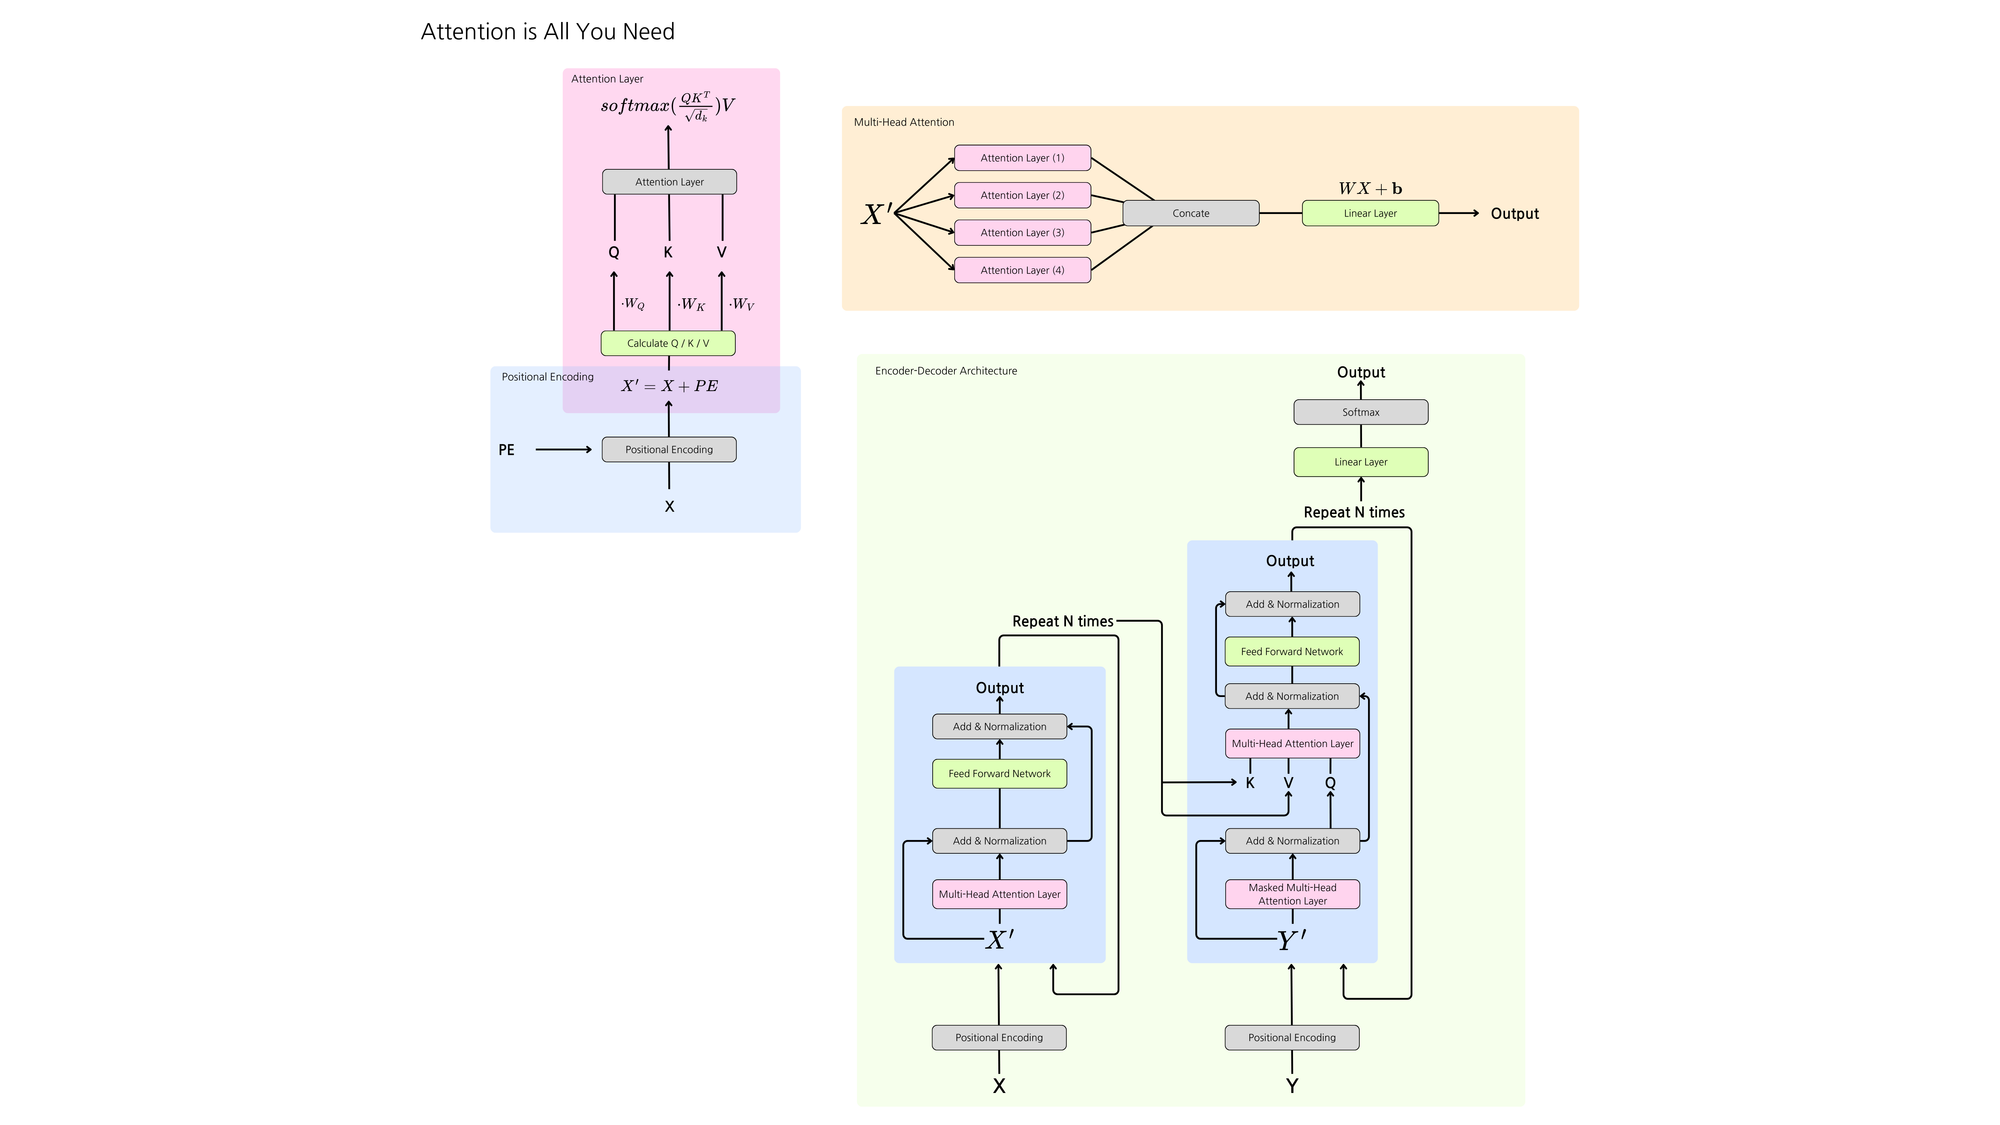 Attention is All You Need
Attention Layer
softmax(\frac{QK^T}{\sqrt{d_k}})V
Attention Layer
Q K V
·W_Q ·W_K ·W_V
Calculate Q / K / V
Positional Encoding
X' = X + PE
PE
Positional Encoding
X
Multi-Head Attention
X'
Attention Layer (1)
Attention Layer (2)
Attention Layer (3)
Attention Layer (4)
Concate
WX + b
Linear Layer
Output
Encoder-Decoder Architecture
Output
Softmax
Linear Layer
Repeat N times
Output
Add & Normalization
Feed Forward Network
Add & Normalization
Multi-Head Attention Layer
K V Q
Add & Normalization
Masked Multi-Head
Attention Layer
Y'
Positional Encoding
Y
Repeat N times
Output
Add & Normalization
Feed Forward Network
Add & Normalization
Multi-Head Attention Layer
X'
Positional Encoding
X